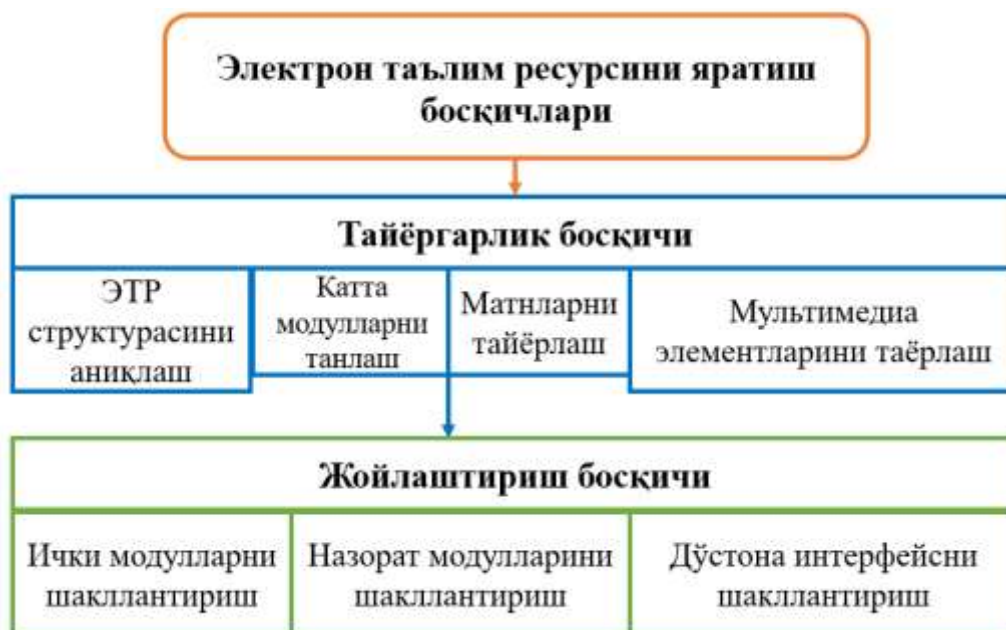 Электрон таълим ресурсини яратиш
босқичлари
Тайёргарлик босқичи
ЭТР
структурасини
аниқлаш
Катта
модулларни
танлаш
Матнларни
тайёрлаш
Мультимедиа
элементларини таёрлаш
Жойлаштириш босқичи
Ички модулларни
шакллантириш
Назорат модулларини
шакллантириш
Дўстона интерфейсни
шакллантириш